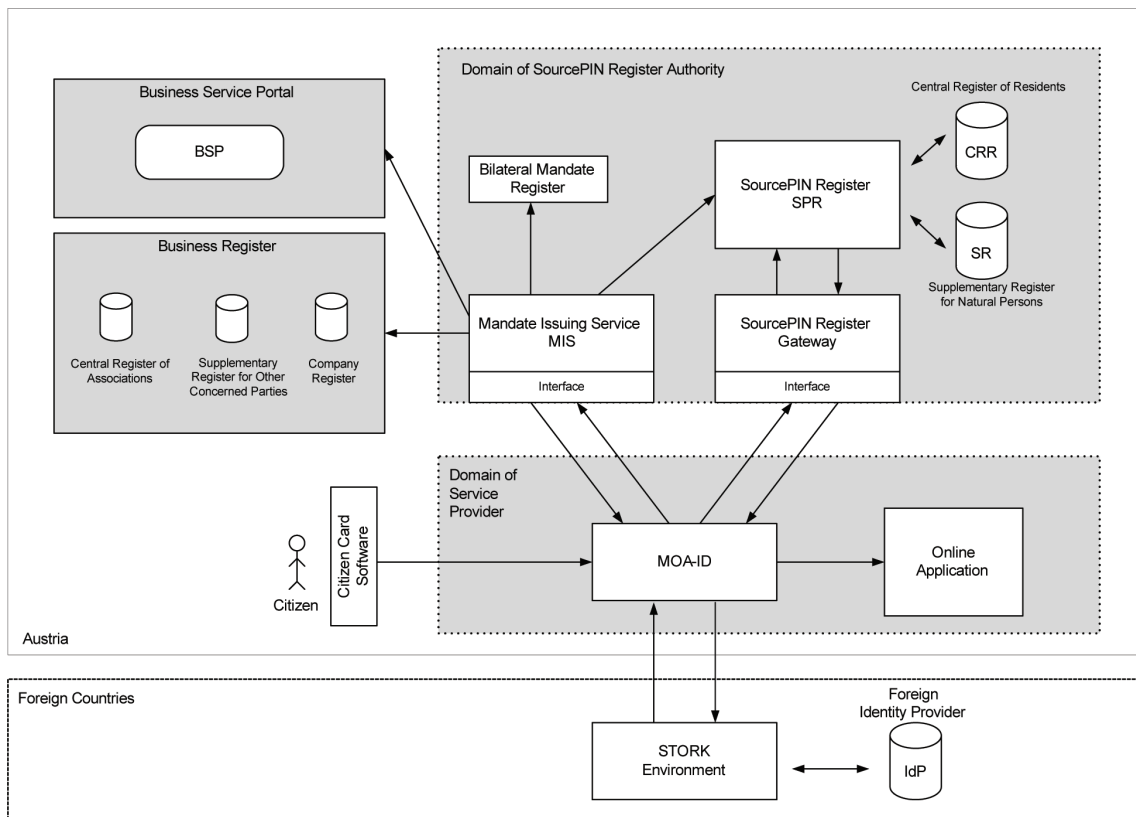 Domain of SourcePIN Register Authority
Business Service Portal
BSP
Central Register of Residents
CRR
Bilateral Mandate
Register
SourcePIN Register
SPR
SR
Supplementary Register
for Natural Persons
Business Register
Central Register of
Associations
Supplementary
Register for Other
Concerned Parties
Company
Register
Mandate Issuing Service
MIS
Interface
SourcePIN Register
Gateway
Interface
Domain of
Service
Provider
Citizen
Citizen Card
Software
MOA-ID
Online
Application
Austria
Foreign Countries
STORK
Environment
Foreign
Identity Provider
IdP